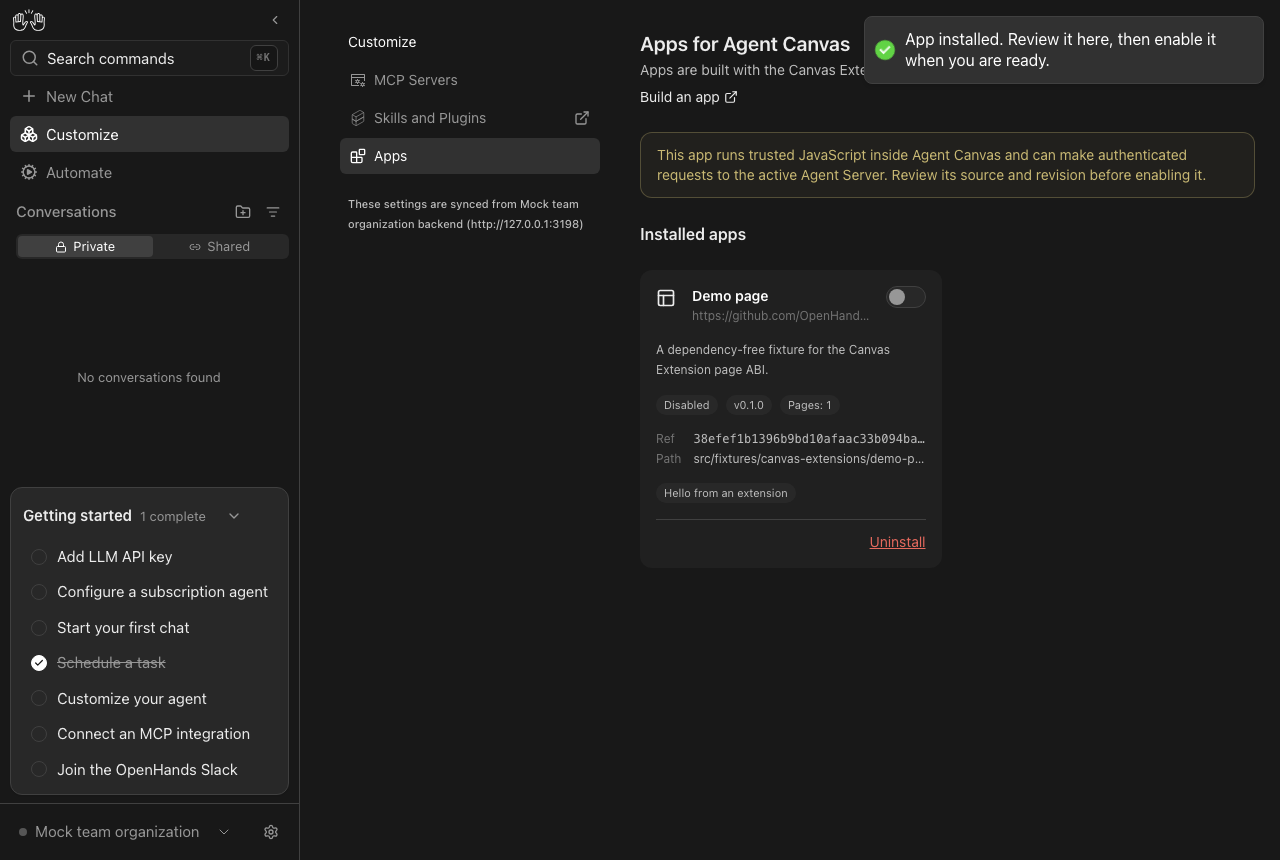 Search commands
⌘K
New Chat
Customize
Automate
Conversations
Private
Shared
No conversations found
Getting started 1 complete
Add LLM API key
Configure a subscription agent
Start your first chat
Schedule a task
Customize your agent
Connect an MCP integration
Join the OpenHands Slack
Mock team organization
Customize
MCP Servers
Skills and Plugins
Apps
These settings are synced from Mock team
organization backend (http://127.0.0.1:3198)
Apps for Agent Canvas
Apps are built with the Canvas
Build an app
App installed. Review it here, then enable it
when you are ready.
This app runs trusted JavaScript inside Agent Canvas and can make authenticated
requests to the active Agent Server. Review its source and revision before enabling it.
Installed apps
Demo page
https://github.com/OpenHand...
A dependency-free fixture for the Canvas
Extension page ABI.
Disabled
v0.1.0
Pages: 1
Ref 38efef1b1396b9bd10afaac33b094ba…
Path src/fixtures/canvas-extensions/demo-p...
Hello from an extension
Uninstall